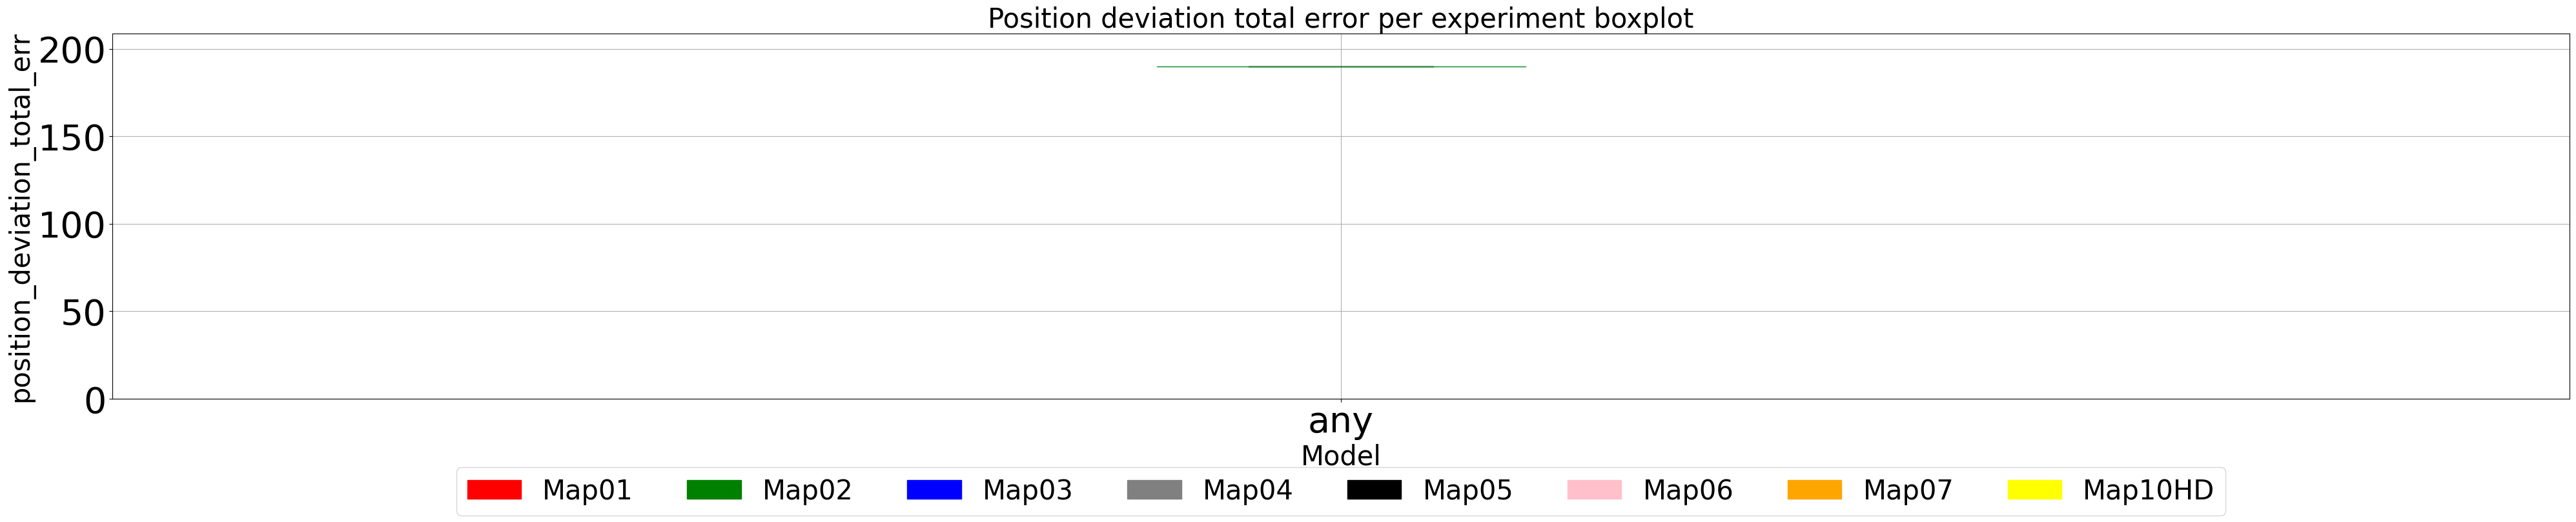 Position deviation total error per experiment boxplot
position_deviation_total_err
200
150
100
50
0
any
Model
Map01 Map02 Map03 Map04 Map05 Map06 Map07 Map10HD